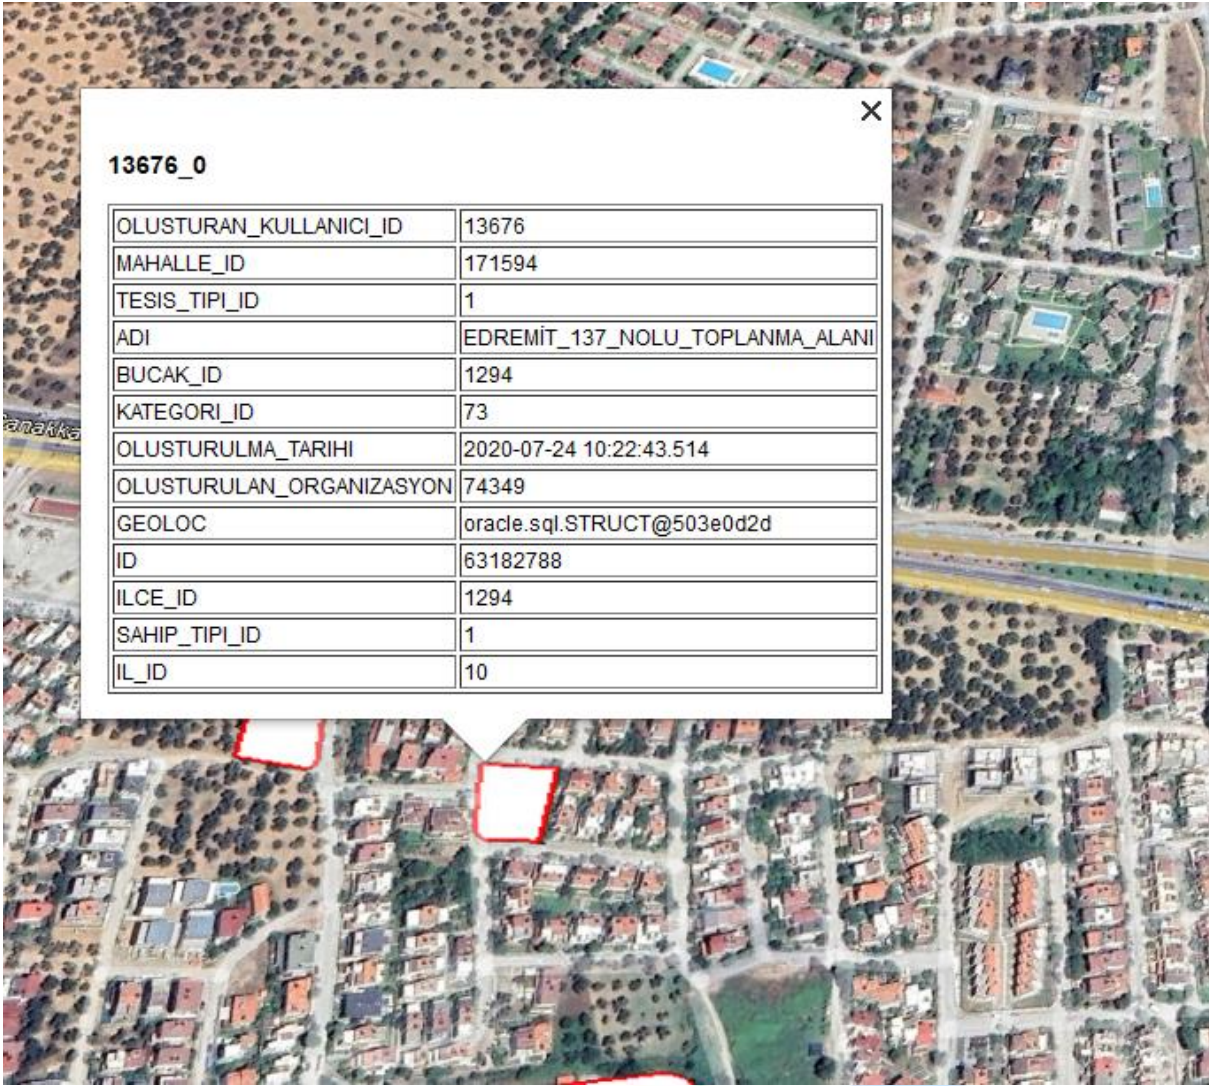 13676_0
OLUSTURAN_KULLANICI_ID 13676
MAHALLE_ID 171594
TESIS_TIPI_ID 1
ADI EDREMİT_137_NOLU_TOPLANMA_ALANI
BUCAK_ID 1294
KATEGORI_ID 73
OLUSTURULMA_TARIHI 2020-07-24 10:22:43.514
OLUSTURULAN_ORGANIZASYON 74349
GEOLOC oracle.sql.STRUCT@503e0d2d
ID 63182788
ILCE_ID 1294
SAHIP_TIPI_ID 1
IL_ID 10